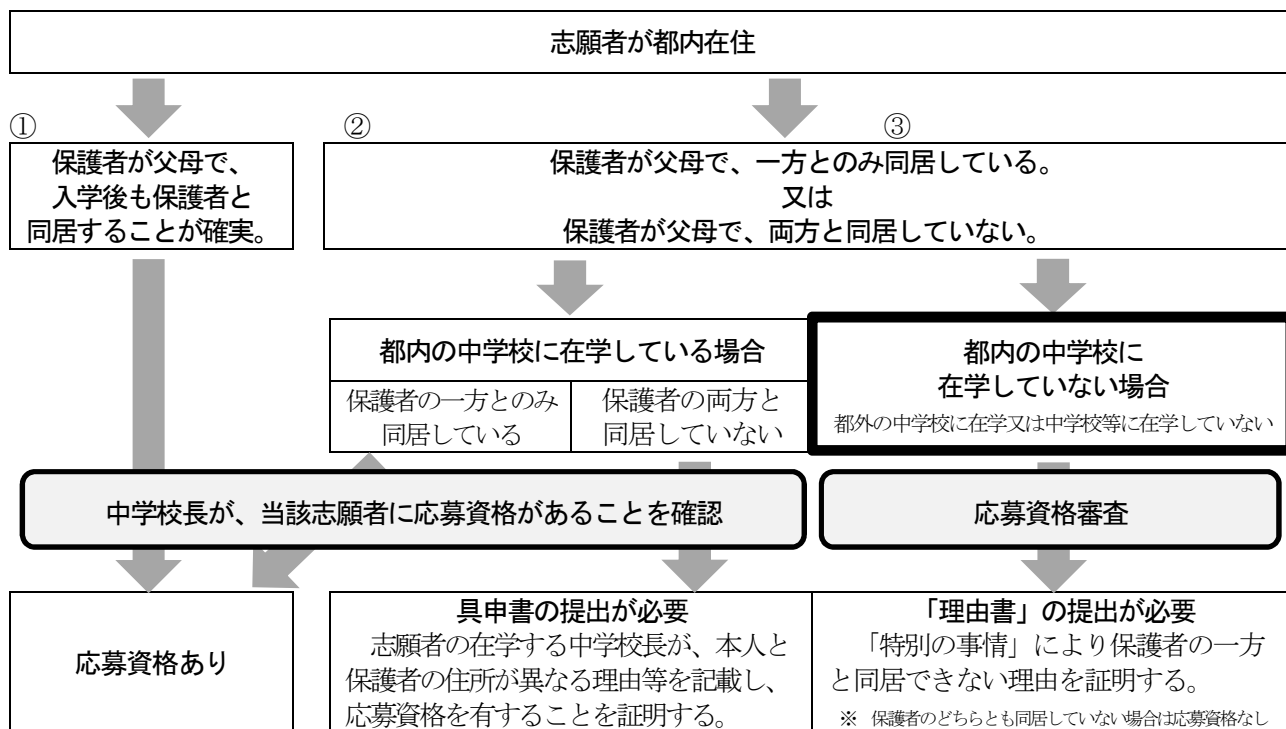 志願者が都内在住
①
保護者が父母で、
入学後も保護者と
同居することが確実。
②
③
保護者が父母で、一方とのみ同居している。
又は
保護者が父母で、両方と同居していない。
都内の中学校に在学している場合
保護者の一方とのみ
同居している
保護者の両方と
同居していない
都内の中学校に
在学していない場合
都外の中学校に在学又は中学校等に在学していない
中学校長が、当該志願者に応募資格があることを確認
応募資格審査
応募資格あり
具申書の提出が必要
志願者の在学する中学校長が、本人と
保護者の住所が異なる理由等を記載し、
応募資格を有することを証明する。
「理由書」の提出が必要
「特別の事情」により保護者の一方
と同居できない理由を証明する。
※ 保護者のどちらとも同居していない場合は応募資格なし